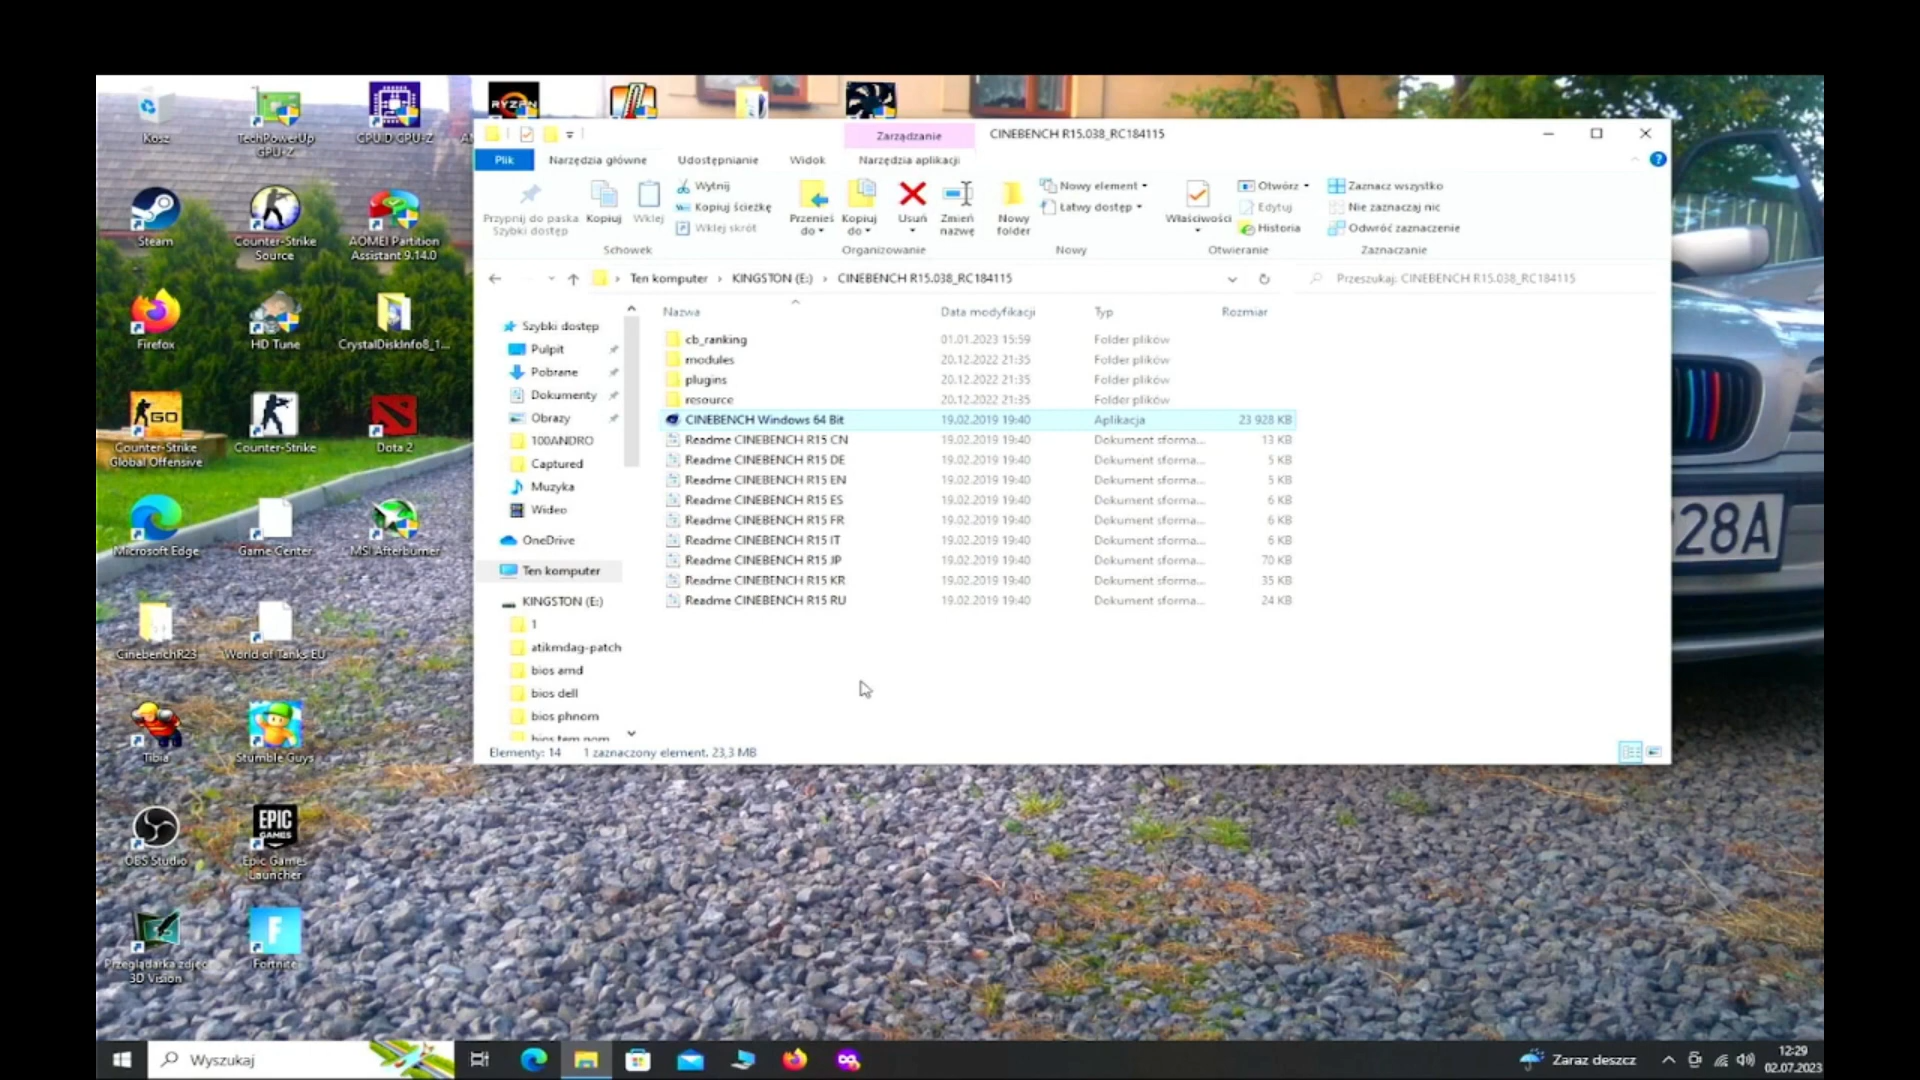 Kosz
TechPowerUp
GPU-Z
CPUID CPU-Z
RYZEN
Steam
Counter-Strike
Source
AOMEI Partition
Assistant 9.14.0
Firefox
HD Tune
CrystalDiskInfo8_1...
GO
Counter-Strike
Global Offensive
Counter-Strike
Dota 2
Microsoft Edge
Game Center
MSI Afterburner
CinebenchR23
World of Tanks EU
Tibia
Stumble Guys
OBS Studio
EPIC
GAMES
Epic Games
Launcher
Przeglądarka zdjęć
3D Vision
Fortnite
Zarządzanie
CINEBENCH R15.038_RC184115
Plik
Narzędzia główne
Udostępnianie
Widok
Narzędzia aplikacji
Przypnij do paska
Szybki dostęp
Kopiuj
Wklej
Wytnij
Kopiuj ścieżkę
Wklej skrót
Schowek
Przenieś
do
Kopiuj
do
Usuń
Zmień
nazwę
Organizowanie
Nowy
folder
Nowy element
Łatwy dostęp
Nowy
Właściwości
Otwórz
Edytuj
Historia
Otwieranie
Zaznacz wszystko
Nie zaznaczaj nic
Odwróć zaznaczenie
Zaznaczanie
Ten komputer › KINGSTON (E:) › CINEBENCH R15.038_RC184115
Przeszukaj: CINEBENCH R15.038_RC184115
Szybki dostęp
Pulpit
Pobrane
Dokumenty
Obrazy
100ANDRO
Captured
Muzyka
Wideo
OneDrive
Ten komputer
KINGSTON (E:)
1
atikmdag-patch
bios amd
bios dell
bios phnom
Nazwa Data modyfikacji Typ Rozmiar
cb_ranking 01.01.2023 15:59 Folder plików
modules 20.12.2022 21:35 Folder plików
plugins 20.12.2022 21:35 Folder plików
resource 20.12.2022 21:35 Folder plików
CINEBENCH Windows 64 Bit 19.02.2019 19:40 Aplikacja 23 928 KB
Readme CINEBENCH R15 CN 19.02.2019 19:40 Dokument sforma... 13 KB
Readme CINEBENCH R15 DE 19.02.2019 19:40 Dokument sforma... 5 KB
Readme CINEBENCH R15 EN 19.02.2019 19:40 Dokument sforma... 5 KB
Readme CINEBENCH R15 ES 19.02.2019 19:40 Dokument sforma... 6 KB
Readme CINEBENCH R15 FR 19.02.2019 19:40 Dokument sforma... 6 KB
Readme CINEBENCH R15 IT 19.02.2019 19:40 Dokument sforma... 6 KB
Readme CINEBENCH R15 JP 19.02.2019 19:40 Dokument sforma... 70 KB
Readme CINEBENCH R15 KR 19.02.2019 19:40 Dokument sforma... 35 KB
Readme CINEBENCH R15 RU 19.02.2019 19:40 Dokument sforma... 24 KB
Elementy: 14 1 zaznaczony element. 23,3 MB
28A
Wyszukaj
Zaraz deszcz
12:29
02.07.2023